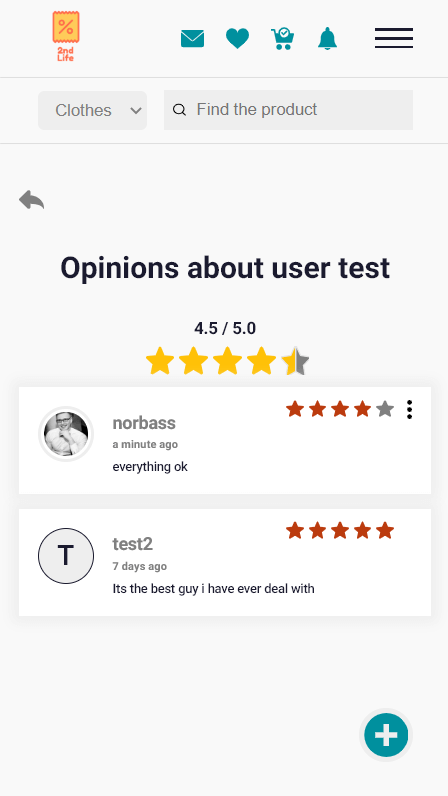 2nd
Life
Clothes
Find the product
Opinions about user test
4.5 / 5.0
norbass
a minute ago
everything ok
T
test2
7 days ago
Its the best guy i have ever deal with